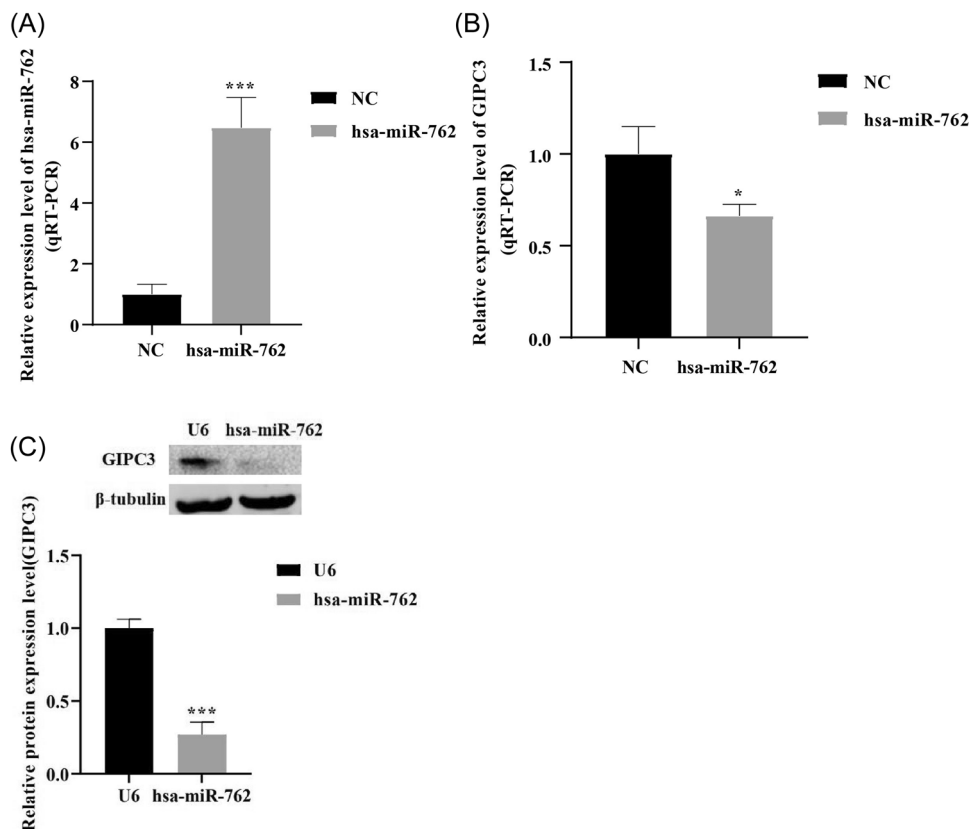 (A)
Relative expression level of hsa-miR-762
(qRT-PCR)
8
6
4
2
0
***
NC
hsa-miR-762
NC
hsa-miR-762
(B)
Relative expression level of GIPC3
(qRT-PCR)
1.5
1.0
0.5
0.0
*
NC
hsa-miR-762
NC
hsa-miR-762
(C)
U6 hsa-miR-762
GIPC3
β-tubulin
Relative protein expression level(GIPC3)
1.5
1.0
0.5
0.0
***
U6
hsa-miR-762
U6
hsa-miR-762